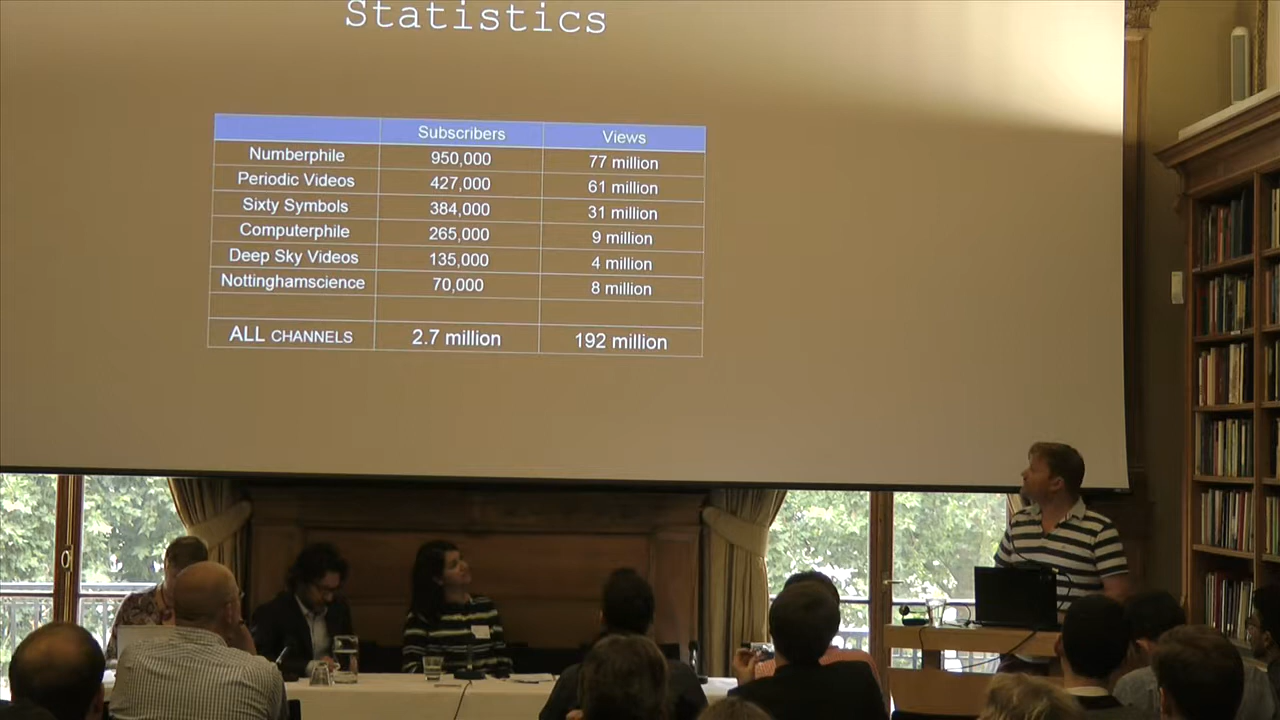 Statistics
Subscribers Views
Numberphile 950,000 77 million
Periodic Videos 427,000 61 million
Sixty Symbols 384,000 31 million
Computerphile 265,000 9 million
Deep Sky Videos 135,000 4 million
Nottinghamscience 70,000 8 million
ALL CHANNELS 2.7 million 192 million